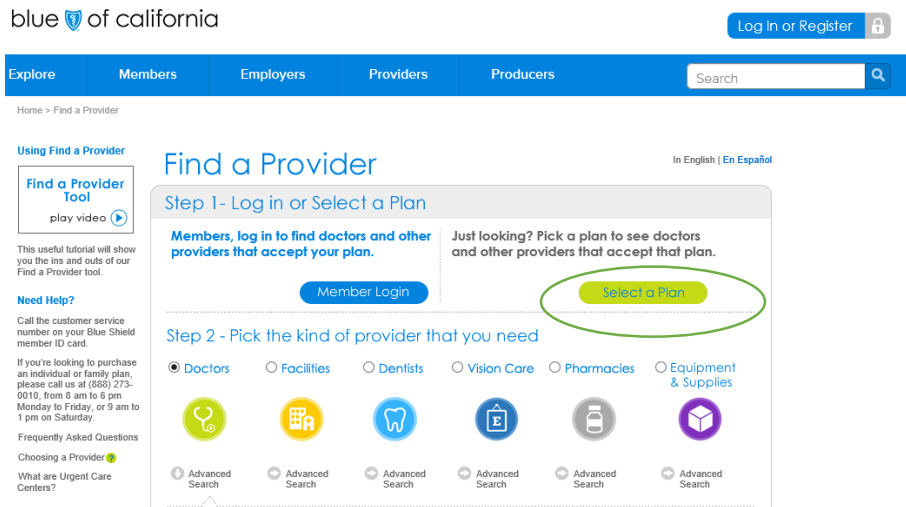 blue of california
Log In or Register
Explore Members Employers Providers Producers Search
Home > Find a Provider
Using Find a Provider
Find a Provider
Tool
play video
This useful tutorial will show
you the ins and outs of our
Find a Provider tool.
Need Help?
Call the customer service
number on your Blue Shield
member ID card.
If you're looking to purchase
an individual or family plan,
please call us at (888) 273-
0010, from 8 am to 6 pm
Monday to Friday, or 9 am to
1 pm on Saturday.
Frequently Asked Questions
Choosing a Provider ?
What are Urgent Care
Centers?
Find a Provider
In English | En Español
Step 1- Log in or Select a Plan
Members, log in to find doctors and other
providers that accept your plan.
Member Login
Just looking? Pick a plan to see doctors
and other providers that accept that plan.
Select a Plan
Step 2 - Pick the kind of provider that you need
Doctors
Facilities
Dentists
Vision Care
Pharmacies
Equipment
& Supplies
E
Advanced
Search
Advanced
Search
Advanced
Search
Advanced
Search
Advanced
Search
Advanced
Search